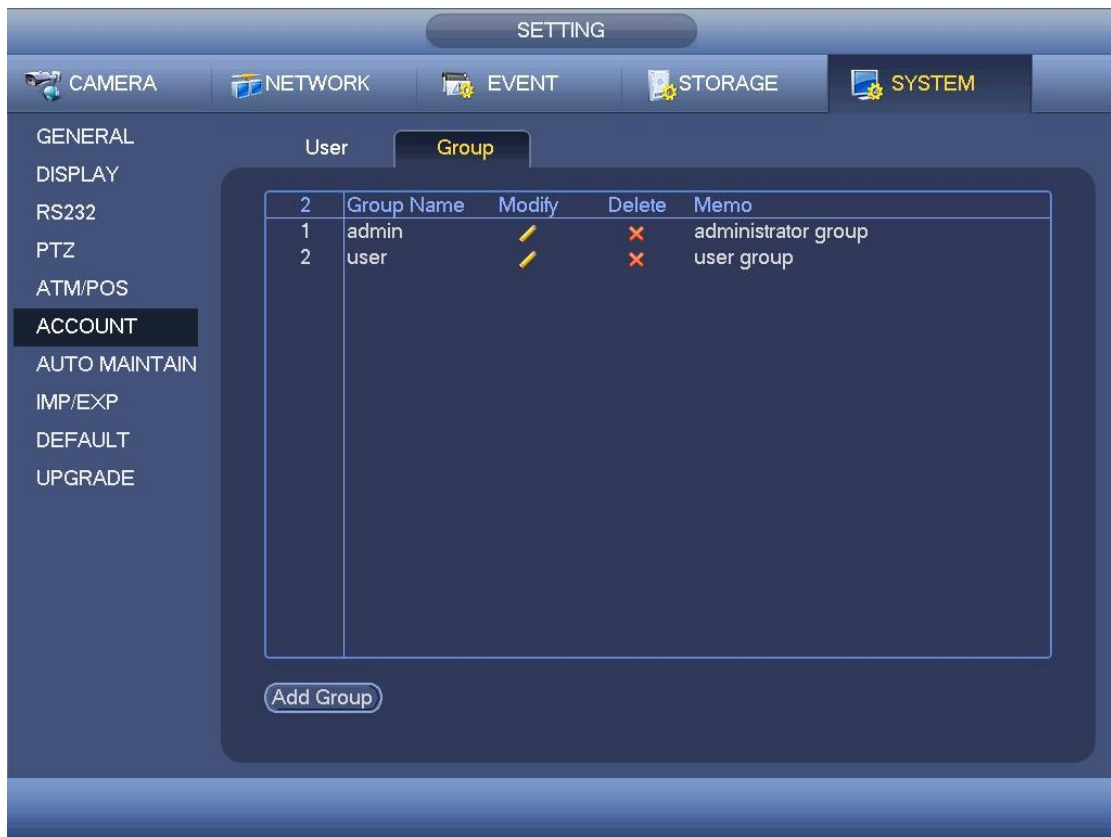 SETTING
CAMERA NETWORK EVENT STORAGE SYSTEM
GENERAL
DISPLAY
RS232
PTZ
ATM/POS
ACCOUNT
AUTO MAINTAIN
IMP/EXP
DEFAULT
UPGRADE
User Group
2 Group Name Modify Delete Memo
1 admin administrator group
2 user user group
Add Group